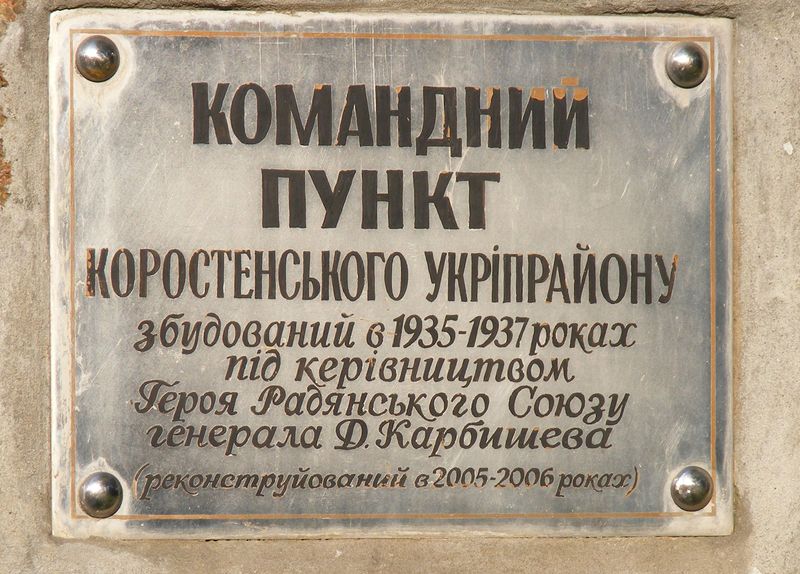 КОМАНДНИЙ
ПУНКТ
КОРОСТЕНСЬКОГО УКРІПРАЙОНУ
збудований в 1935-1937 роках
під керівництвом
Героя Радянського Союзу
генерала Д. Карбишева
(реконструйований в 2005-2006 роках)